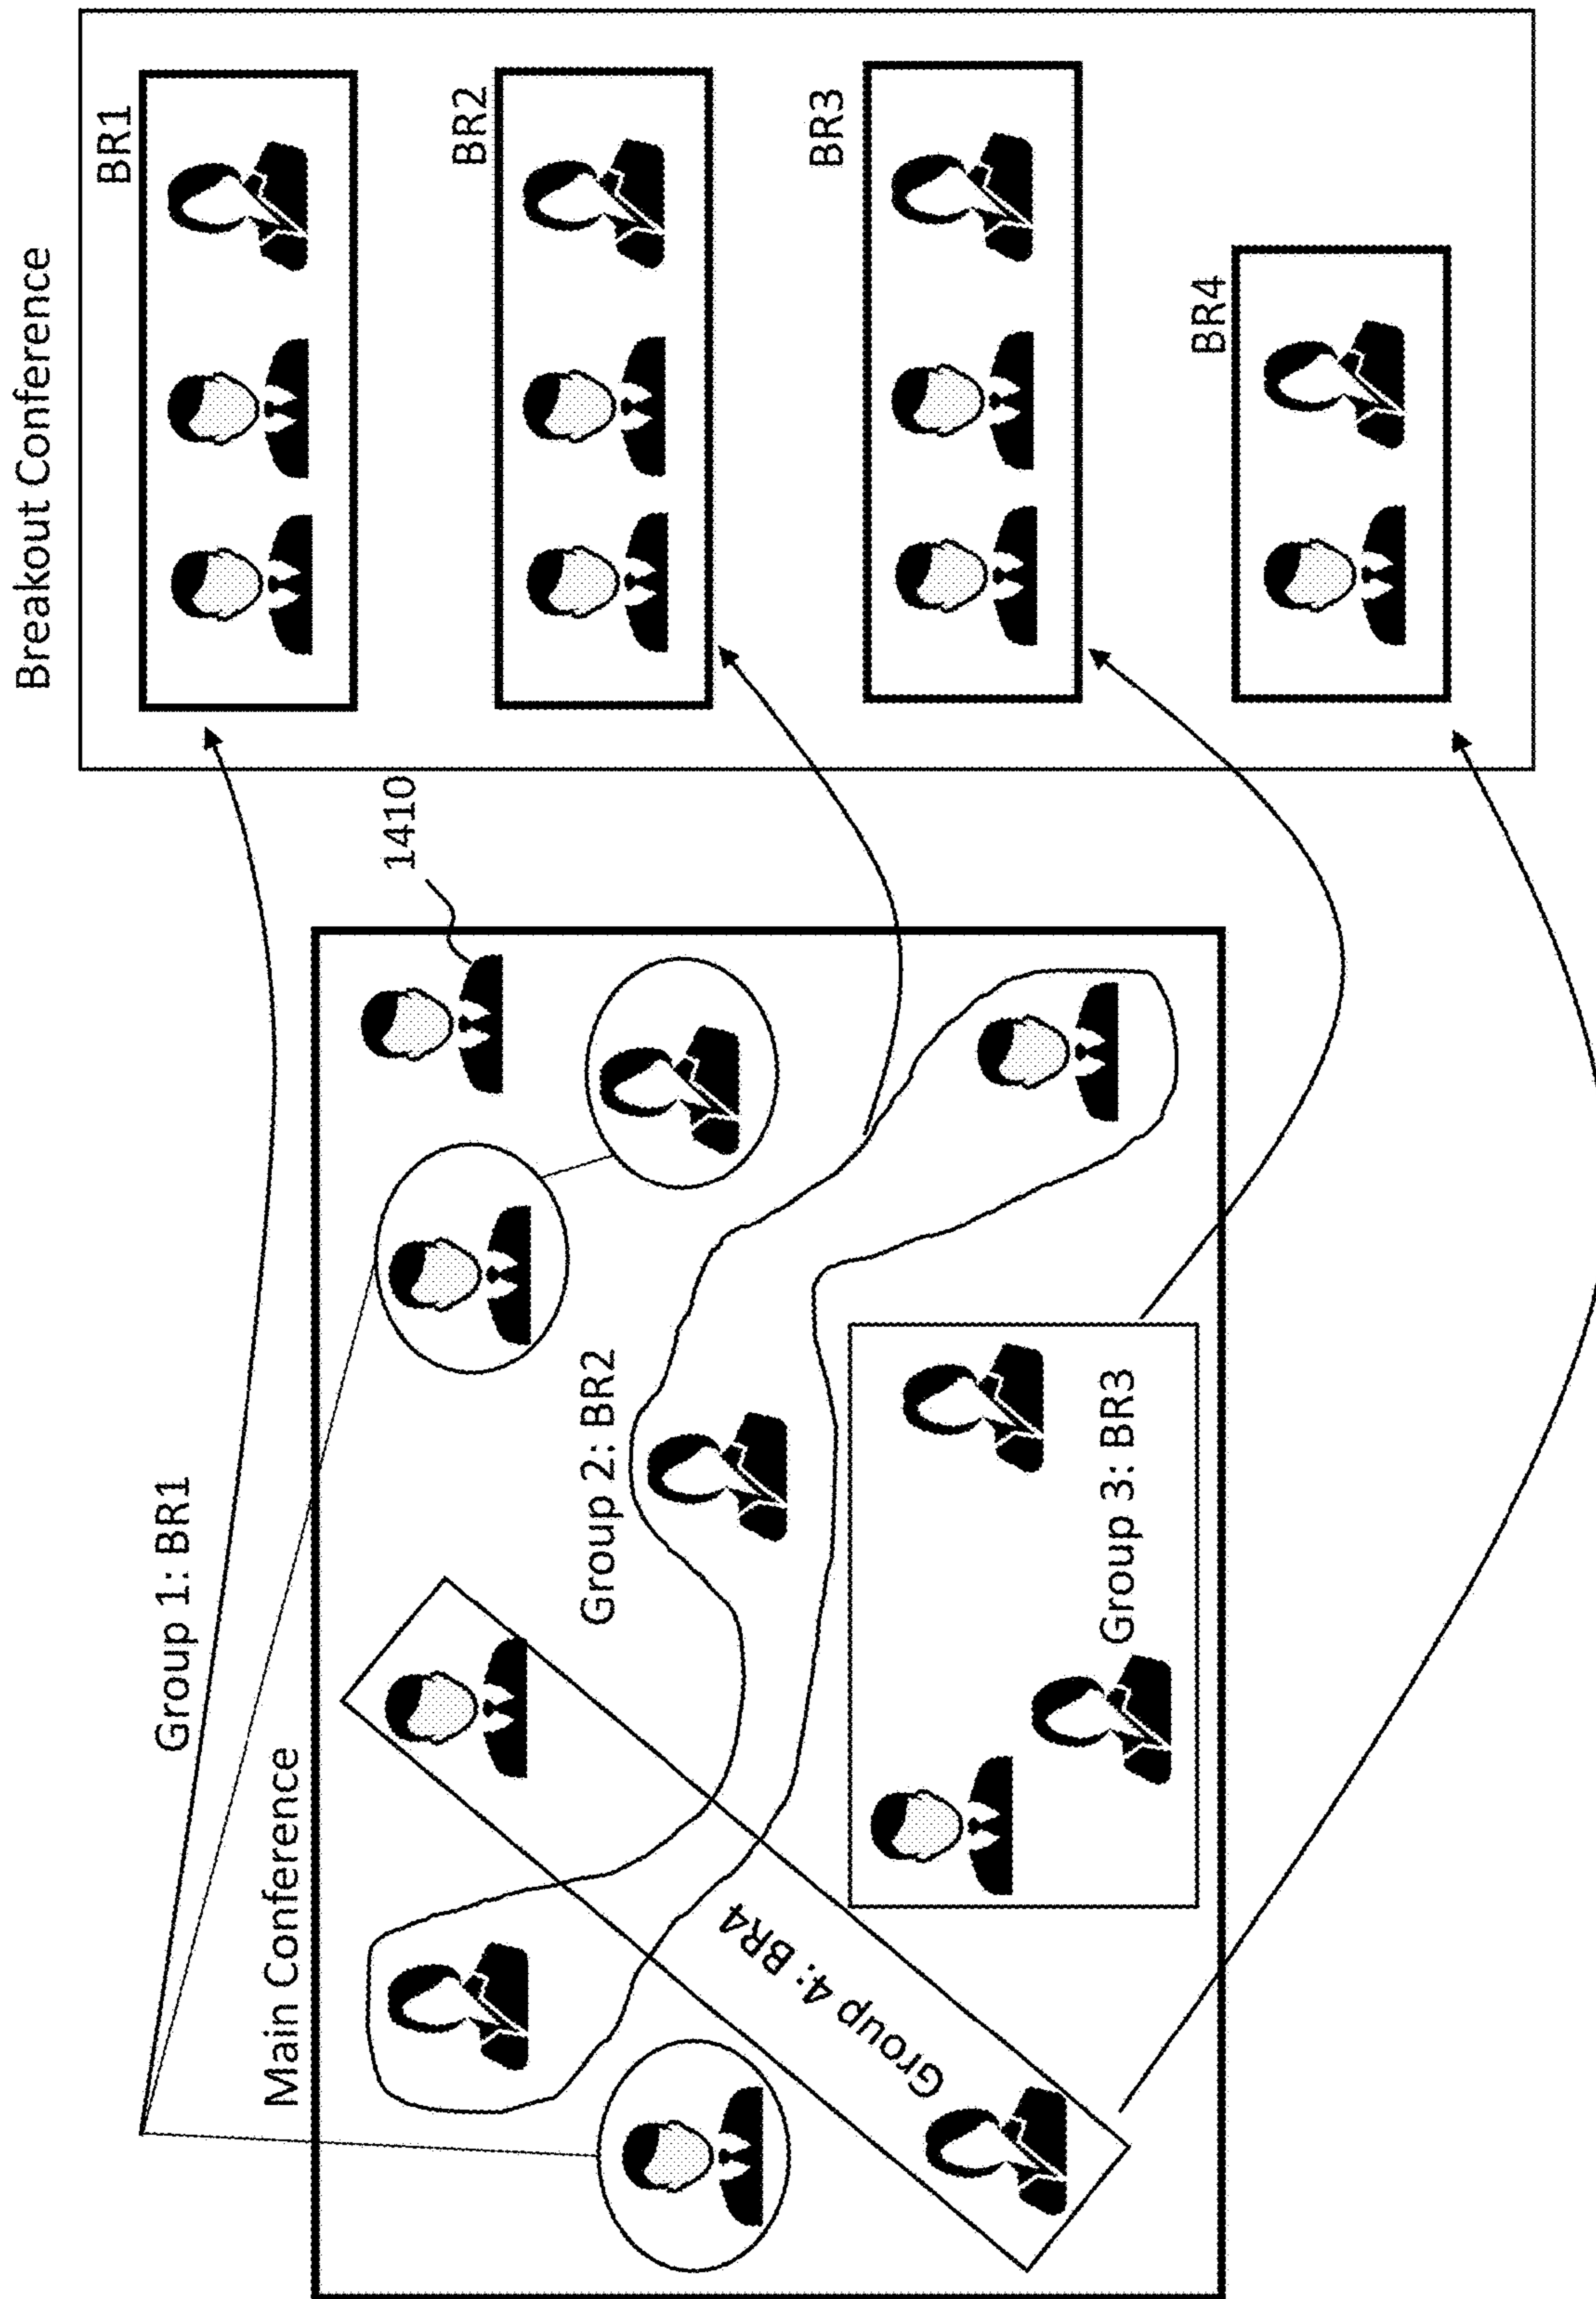 Breakout Conference
Group 1: BR1
Main Conference
1410
Group 2: BR2
Group 4: BR4
Group 3: BR3
BR1
BR2
BR3
BR4